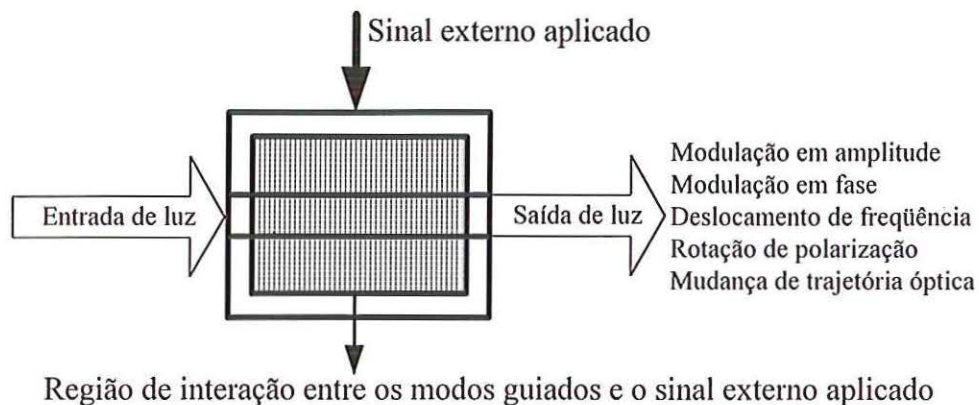 Sinal externo aplicado
Entrada de luz
Saída de luz
Modulação em amplitude
Modulação em fase
Deslocamento de freqüência
Rotação de polarização
Mudança de trajetória óptica
Região de interação entre os modos guiados e o sinal externo aplicado